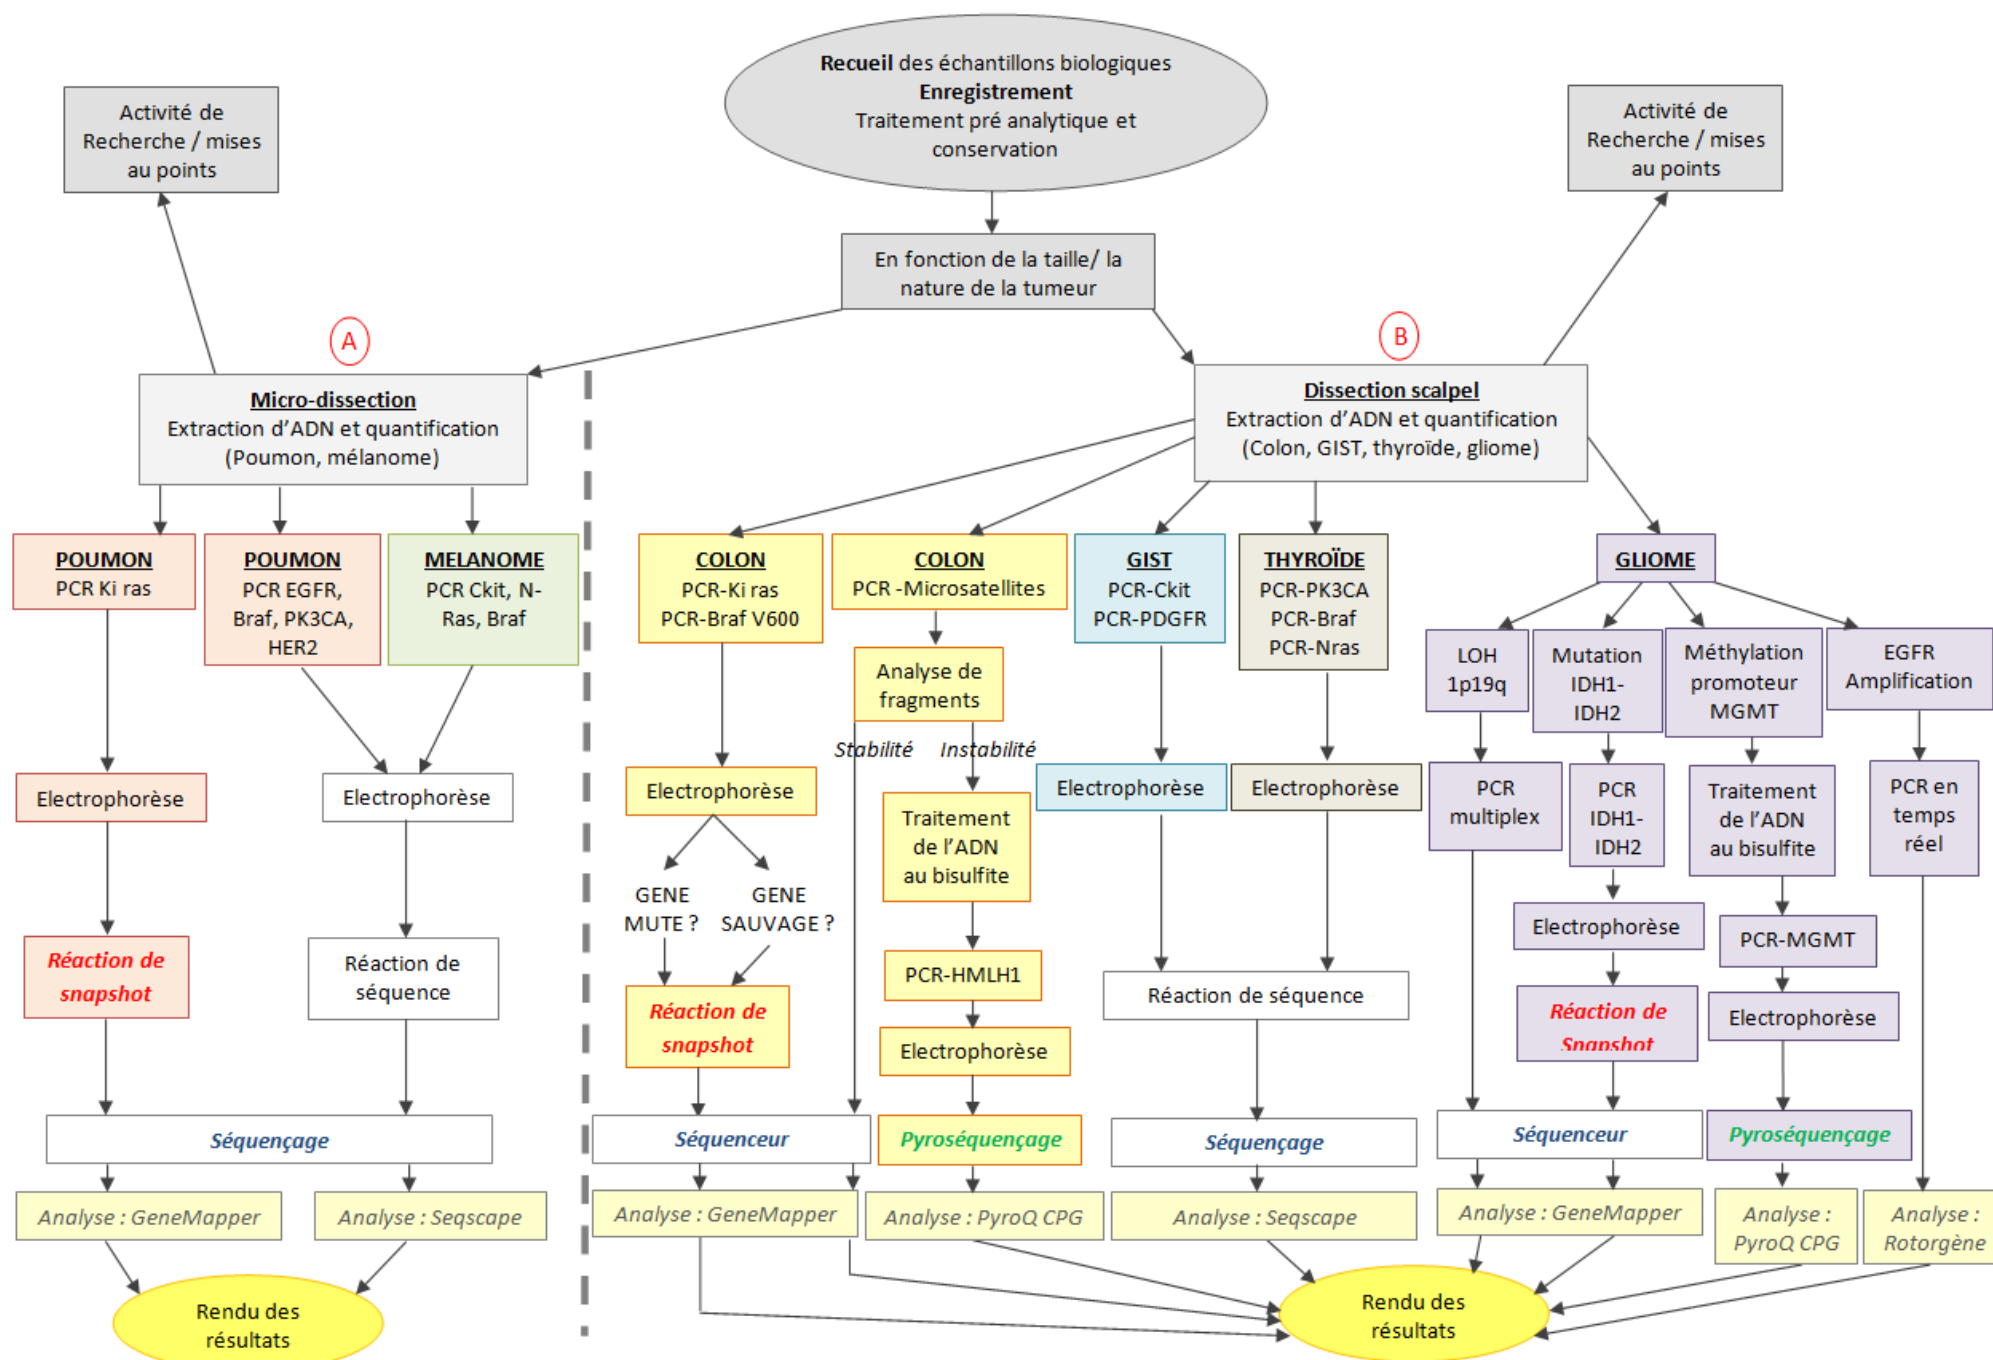 Recueil des échantillons biologiques
Enregistrement
Traitement pré analytique et
conservation
Activité de
Recherche / mises
au points
Activité de
Recherche / mises
au points
En fonction de la taille/ la
nature de la tumeur
A
B
Micro-dissection
Extraction d'ADN et quantification
(Poumon, mélanome)
Dissection scalpel
Extraction d'ADN et quantification
(Colon, GIST, thyroïde, gliome)
POUMON
PCR Ki ras
POUMON
PCR EGFR,
Braf, PK3CA,
HER2
MELANOME
PCR Ckit, N-
Ras, Braf
COLON
PCR-Ki ras
PCR-Braf V600
COLON
PCR -Microsatellites
GIST
PCR-Ckit
PCR-PDGFR
THYROÏDE
PCR-PK3CA
PCR-Braf
PCR-Nras
GLIOME
LOH
1p19q
Mutation
IDH1-
IDH2
Méthylation
promoteur
MGMT
EGFR
Amplification
Analyse de
fragments
Stabilité
Instabilité
Electrophorèse
Electrophorèse
Electrophorèse
Traitement
de l'ADN
au bisulfite
Electrophorèse
Electrophorèse
PCR
multiplex
PCR
IDH1-
IDH2
Traitement
de l'ADN
au bisulfite
PCR en
temps
réel
GENE
MUTE ?
GENE
SAUVAGE ?
Réaction de
snapshot
Réaction de
séquence
Réaction de
snapshot
PCR-HMLH1
Electrophorèse
Réaction de séquence
Electrophorèse
Réaction de
Snapshot
PCR-MGMT
Electrophorèse
Séquençage
Séquenceur
Pyroséquençage
Séquençage
Séquenceur
Pyroséquençage
Analyse : GeneMapper
Analyse : Seqscape
Analyse : GeneMapper
Analyse : PyroQ CPG
Analyse : Seqscape
Analyse : GeneMapper
Analyse :
PyroQ CPG
Analyse :
Rotorgène
Rendu des
résultats
Rendu des
résultats